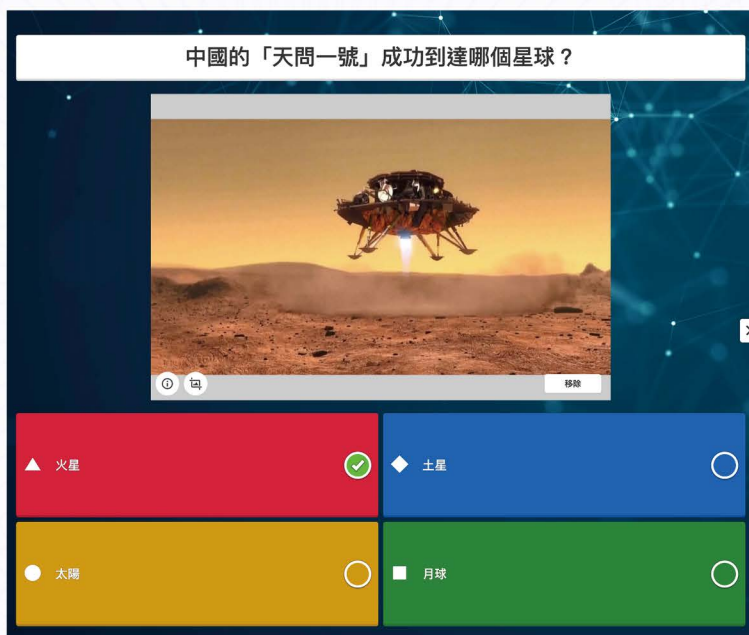 中國的「天問一號」成功到達哪個星球？
移除
火星
土星
太陽
月球